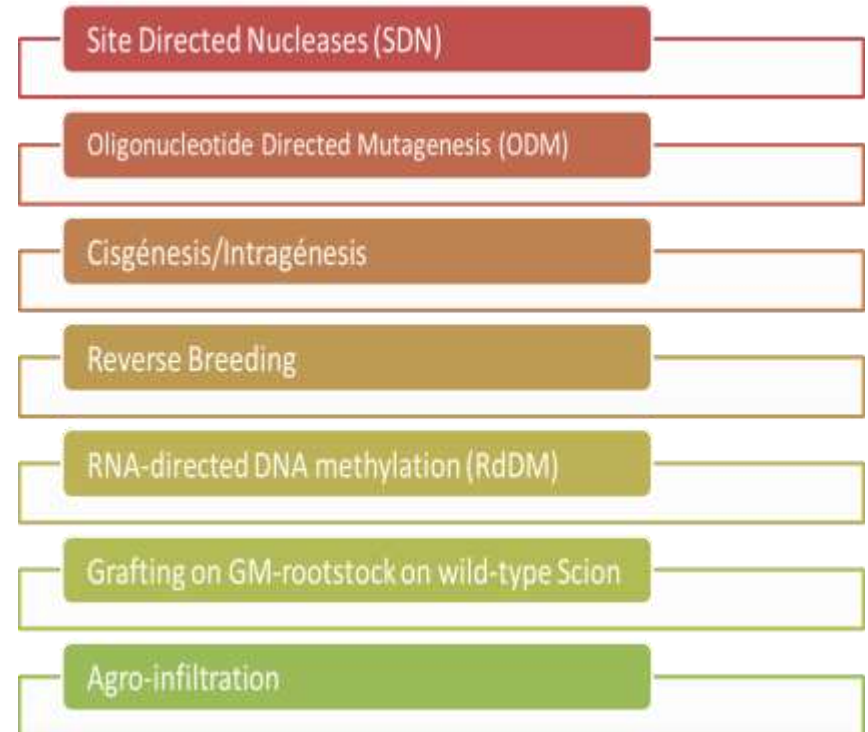 Site Directed Nucleases (SDN)
Oligonucleotide Directed Mutagenesis (ODM)
Cisgénesis/Intragénesis
Reverse Breeding
RNA-directed DNA methylation (RdDM)
Grafting on GM-rootstock on wild-type Scion
Agro-infiltration